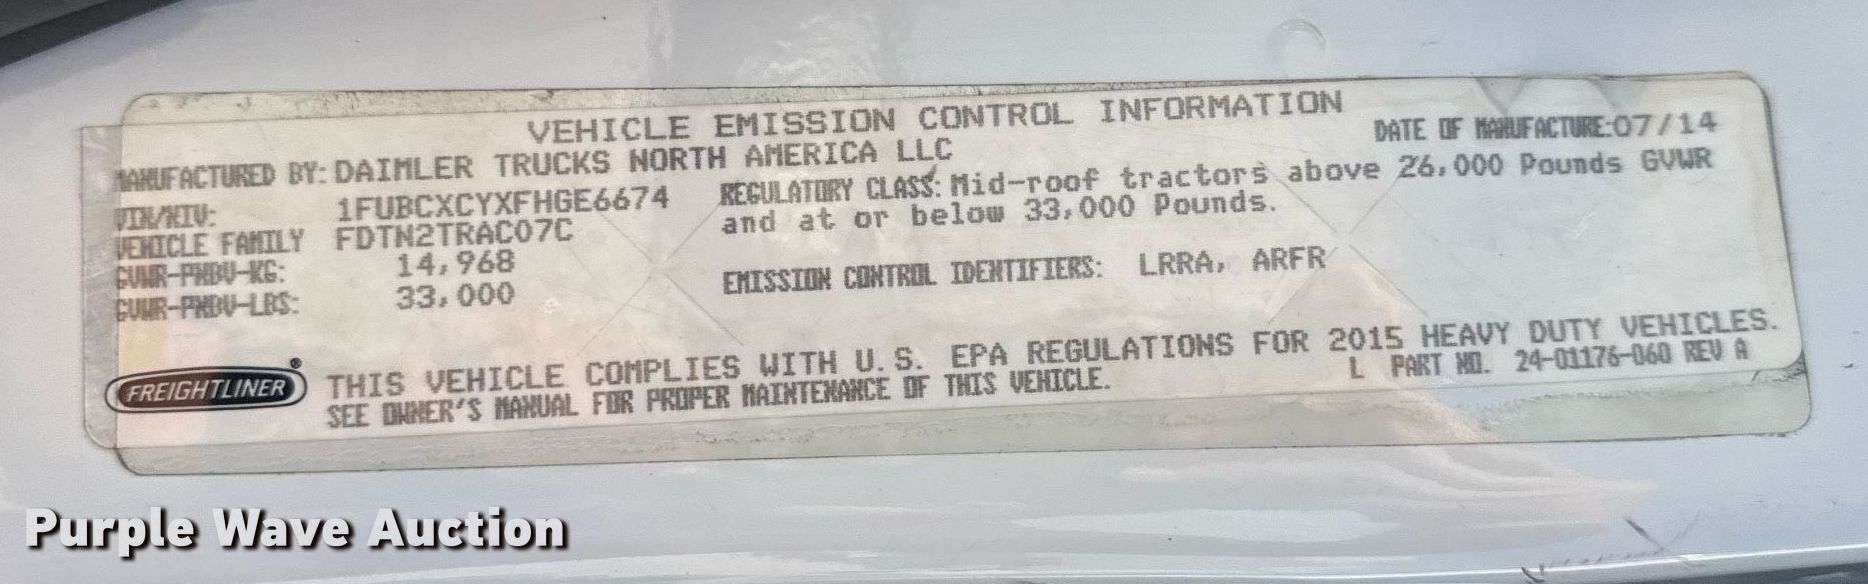 VEHICLE EMISSION CONTROL INFORMATION
DATE OF MANUFACTURE:07/14
MANUFACTURED BY: DAIMLER TRUCKS NORTH AMERICA LLC
VIN/NIV: 1FUBCXCYXFHGE6674
VEHICLE FAMILY FDTN2TRAC07C
GVWR-PNBV-KG: 14,968
GVWR-PNBV-LBS: 33,000
REGULATORY CLASS: Mid-roof tractors above 26,000 Pounds GVWR
and at or below 33,000 Pounds.
EMISSION CONTROL IDENTIFIERS: LRRA, ARFR
FREIGHTLINER®
THIS VEHICLE COMPLIES WITH U.S. EPA REGULATIONS FOR 2015 HEAVY DUTY VEHICLES.
SEE OWNER'S MANUAL FOR PROPER MAINTENANCE OF THIS VEHICLE.
L PART NO. 24-01176-060 REV A
Purple Wave Auction